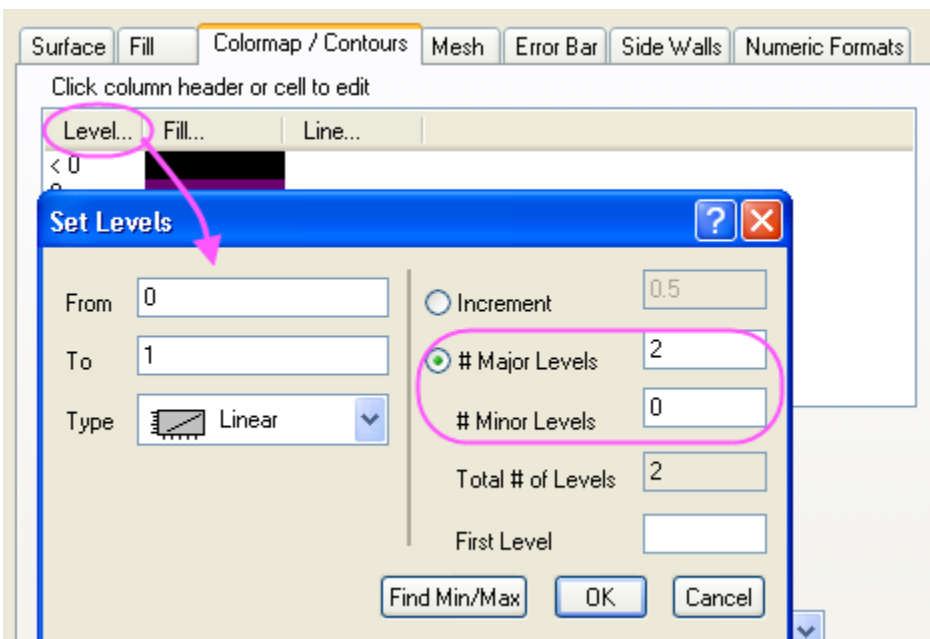 Surface Fill Colormap / Contours Mesh Error Bar Side Walls Numeric Formats
Click column header or cell to edit
Level... Fill... Line...
< 0
Set Levels ?
From 0
To 1
Type Linear
Increment 0.5
# Major Levels 2
# Minor Levels 0
Total # of Levels 2
First Level
Find Min/Max OK Cancel